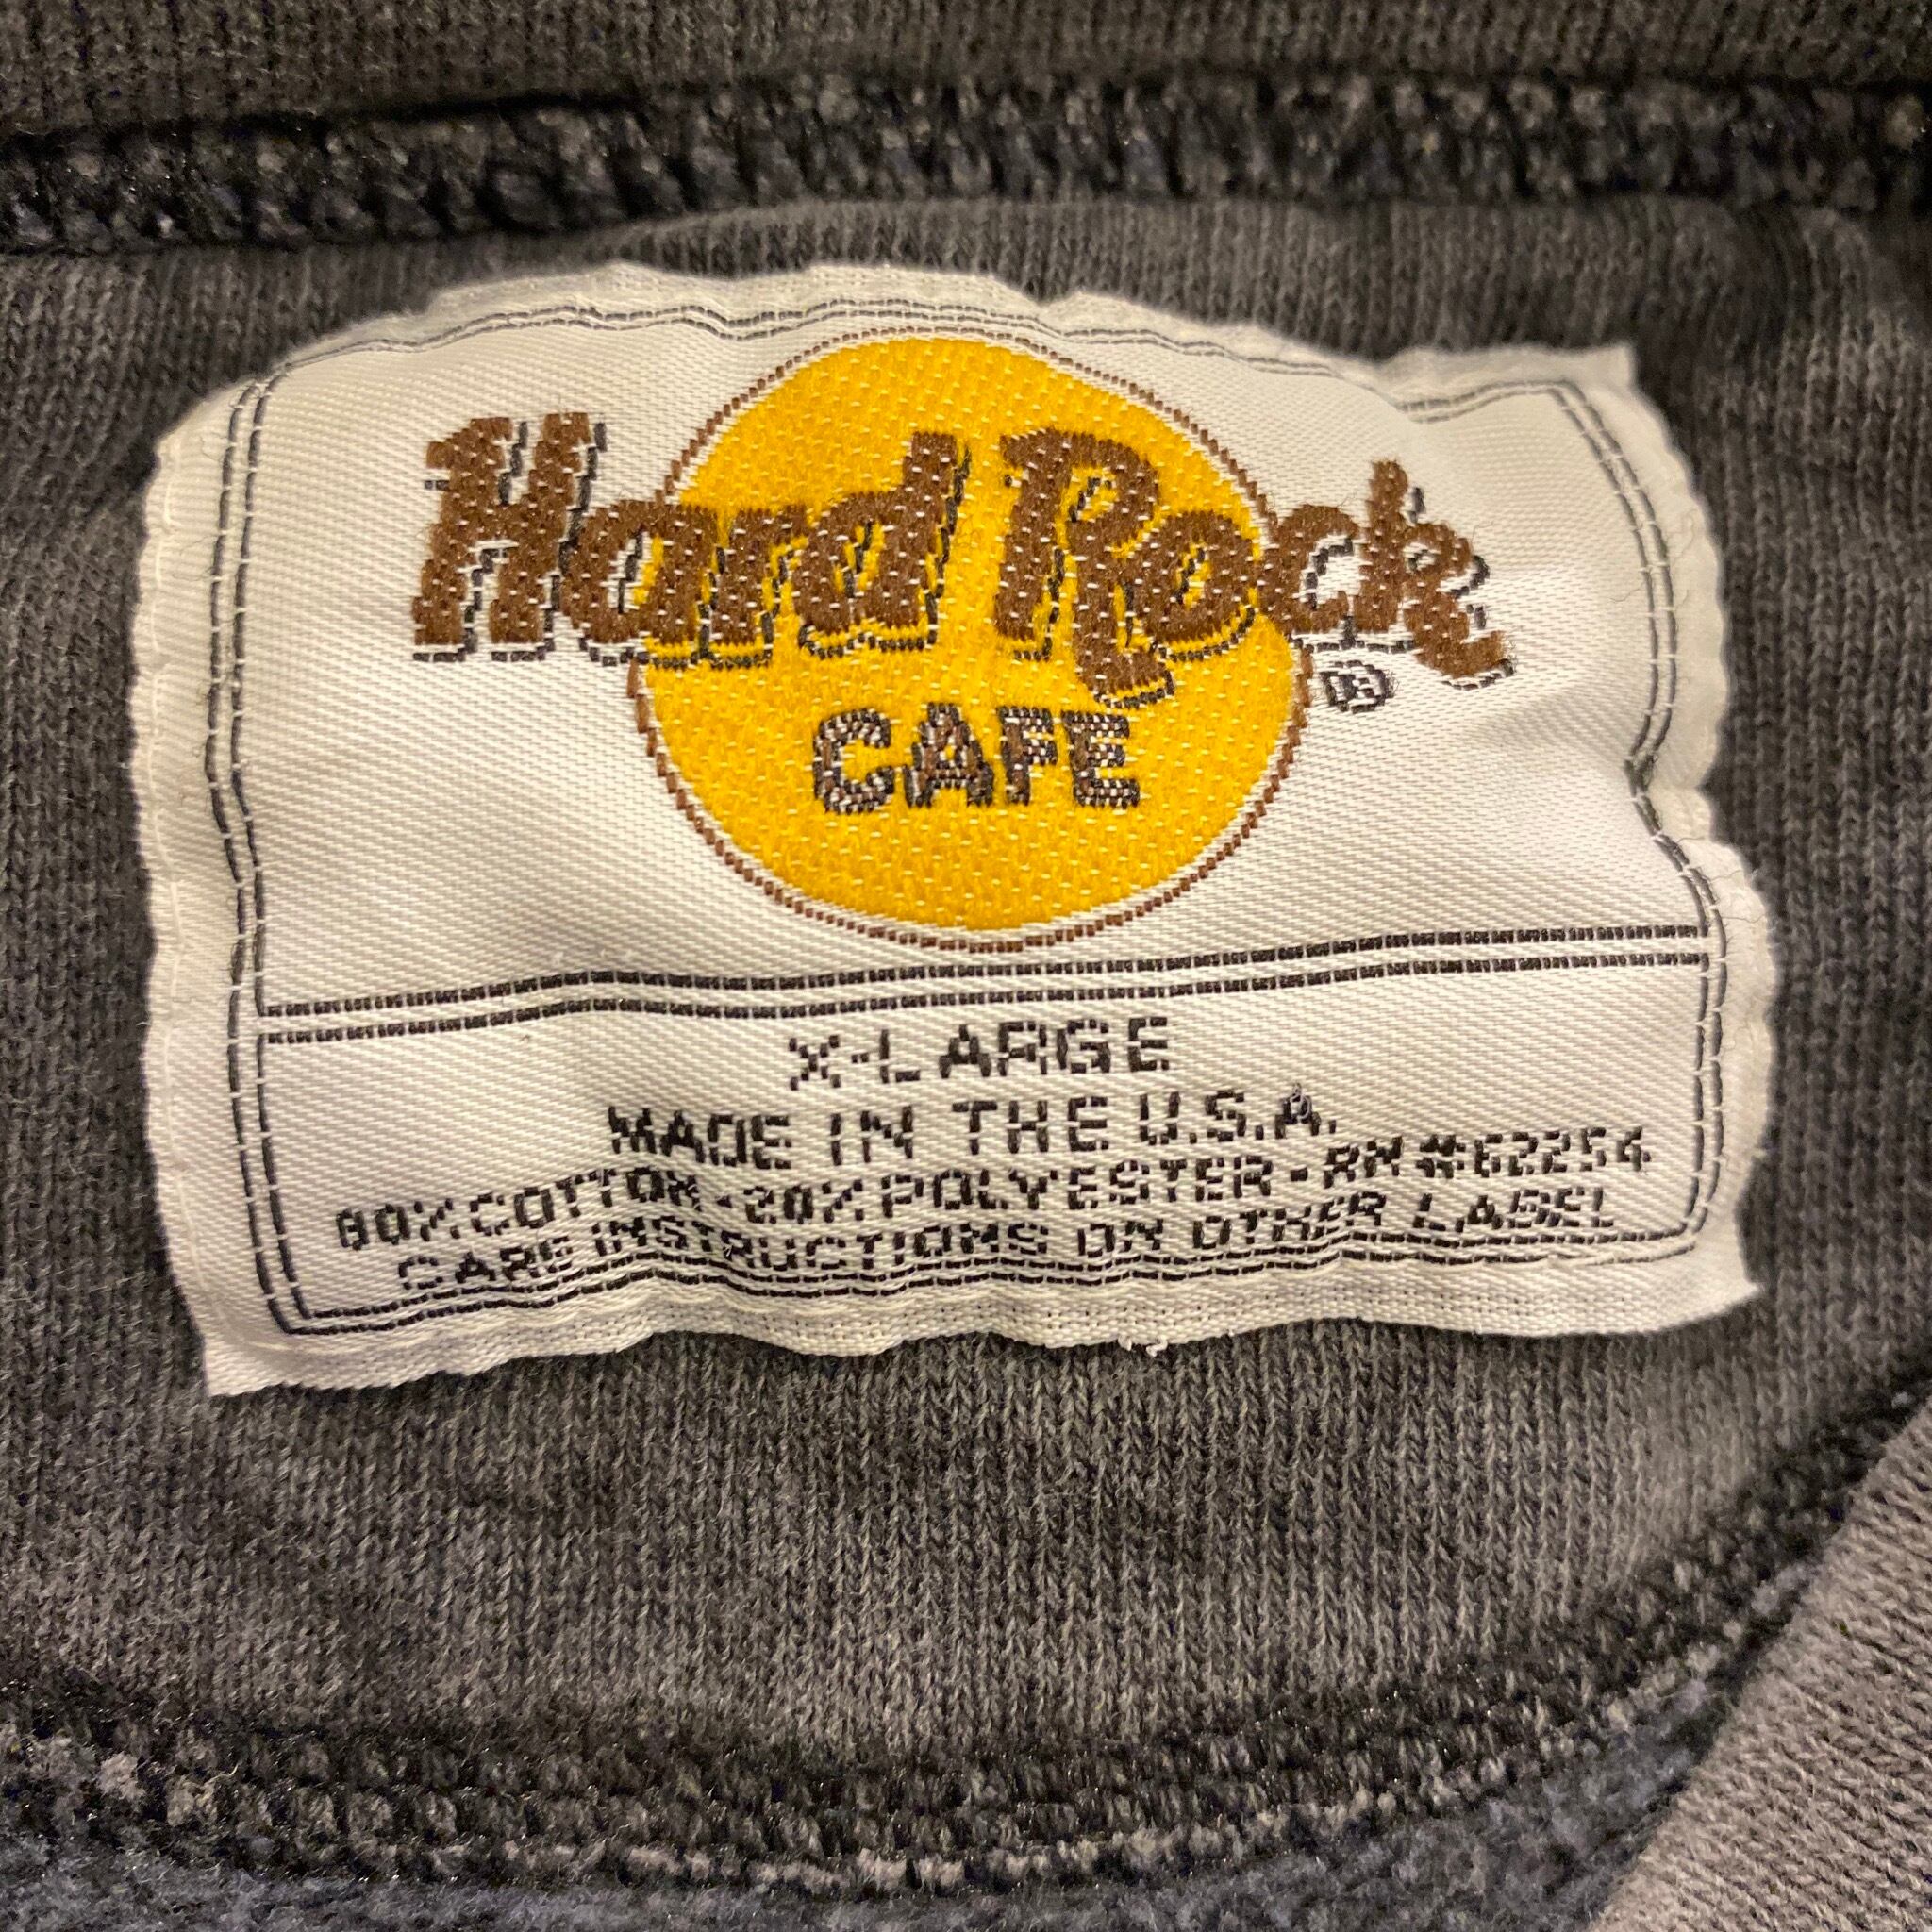 Hard Rock
CAFE
®
X-LARGE
MADE IN THE U.S.A.
80% COTTON - 20% POLYESTER - RN #62254
CARE INSTRUCTIONS ON OTHER LABEL